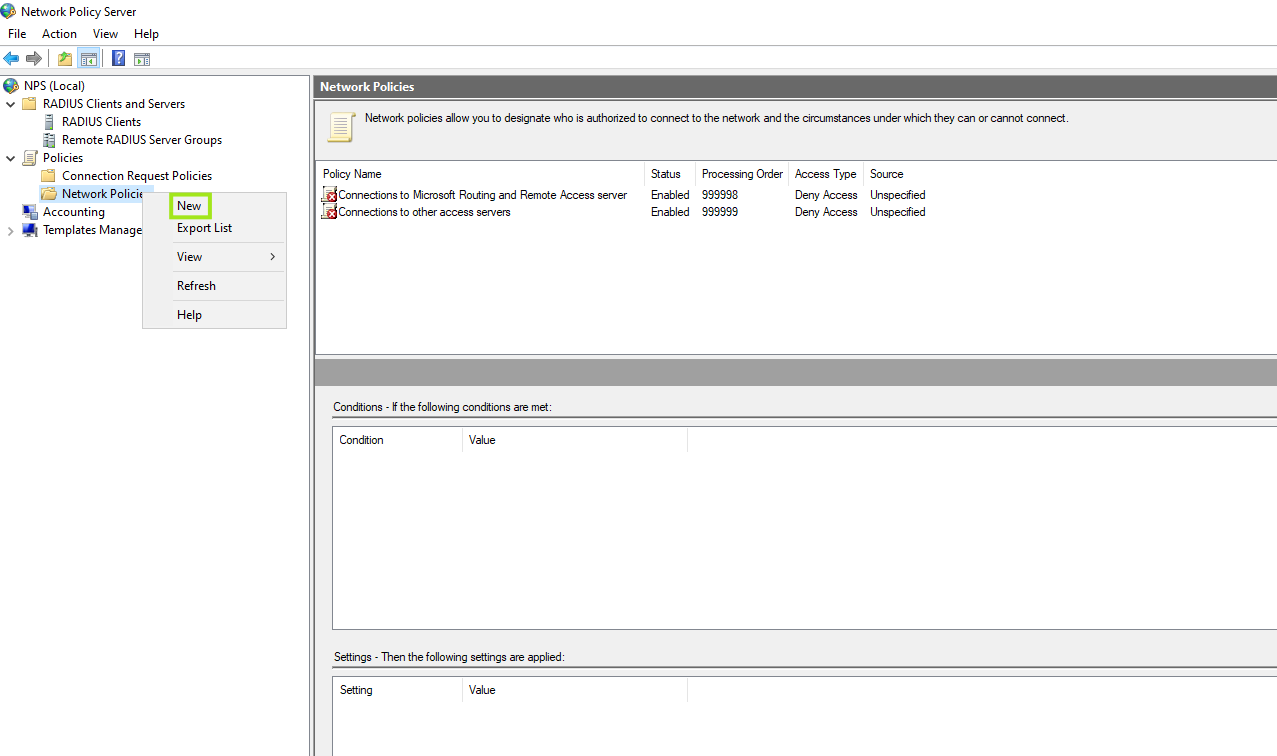 Network Policy Server
File Action View Help
NPS (Local)
RADIUS Clients and Servers
RADIUS Clients
Remote RADIUS Server Groups
Policies
Connection Request Policies
Network Policie
Accounting
Templates Manage
New
Export List
View
Refresh
Help
Network Policies
Network policies allow you to designate who is authorized to connect to the network and the circumstances under which they can or cannot connect.
Policy Name Status Processing Order Access Type Source
Connections to Microsoft Routing and Remote Access server Enabled 999998 Deny Access Unspecified
Connections to other access servers Enabled 999999 Deny Access Unspecified
Conditions - If the following conditions are met:
Condition Value
Settings - Then the following settings are applied:
Setting Value